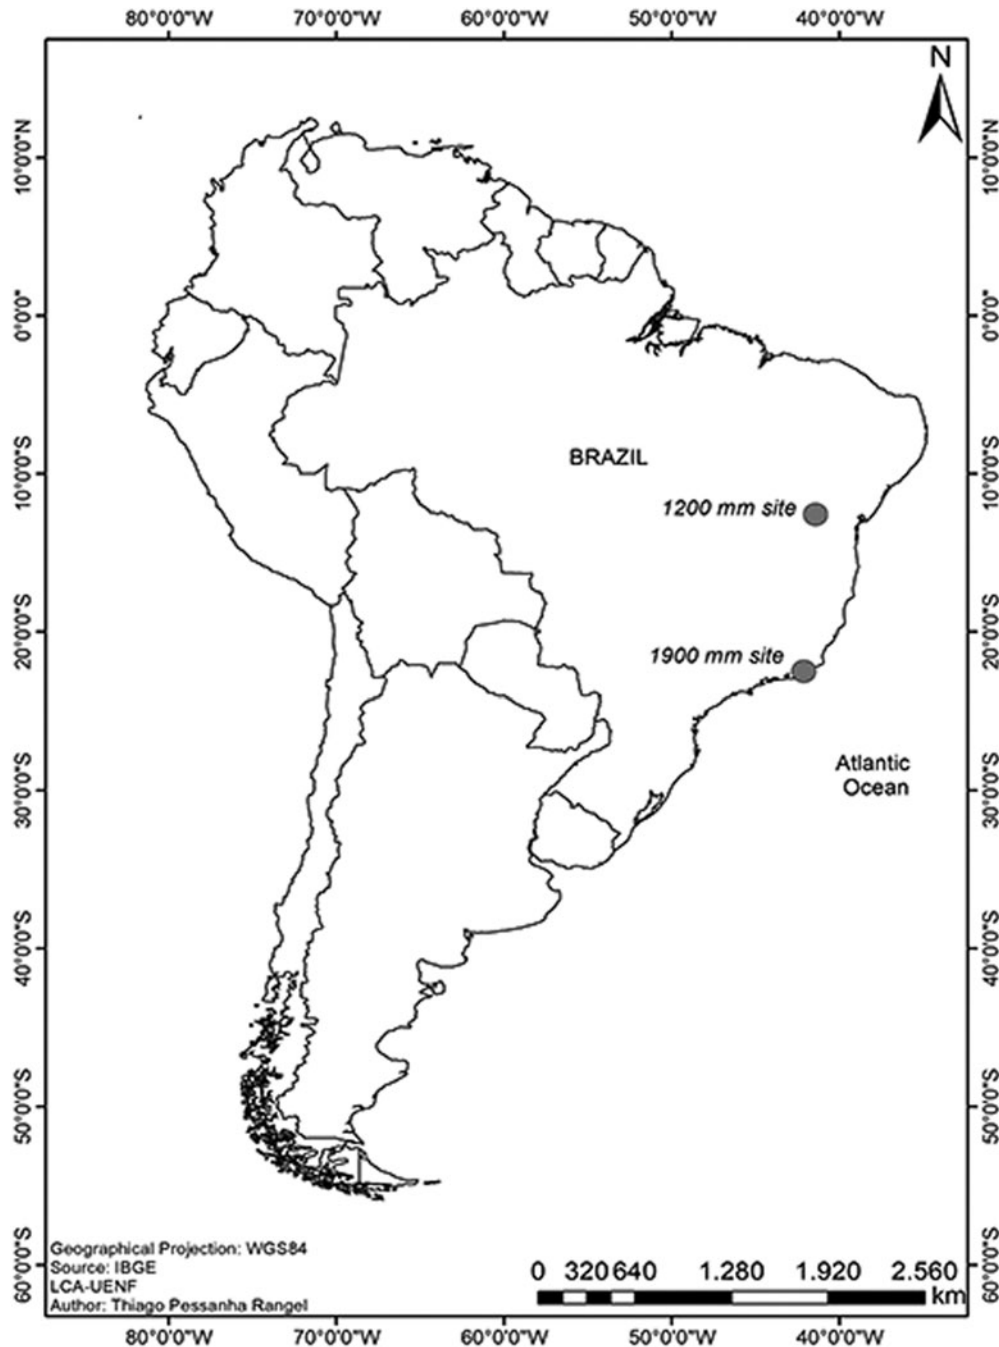 80°0'0"W 70°0'0"W 60°0'0"W 50°0'0"W 40°0'0"W
N
10°0'0"N 10°0'0"N
0°0'0" 0°0'0"
BRAZIL
10°0'0"S 10°0'0"S
1200 mm site
20°0'0"S 20°0'0"S
1900 mm site
Atlantic
Ocean
30°0'0"S 30°0'0"S
40°0'0"S 40°0'0"S
50°0'0"S 50°0'0"S
60°0'0"S 60°0'0"S
Geographical Projection: WGS84
Source: IBGE
LCA-UENF
Author: Thiago Pessanha Rangel
0 320 640 1.280 1.920 2.560
km
80°0'0"W 70°0'0"W 60°0'0"W 50°0'0"W 40°0'0"W